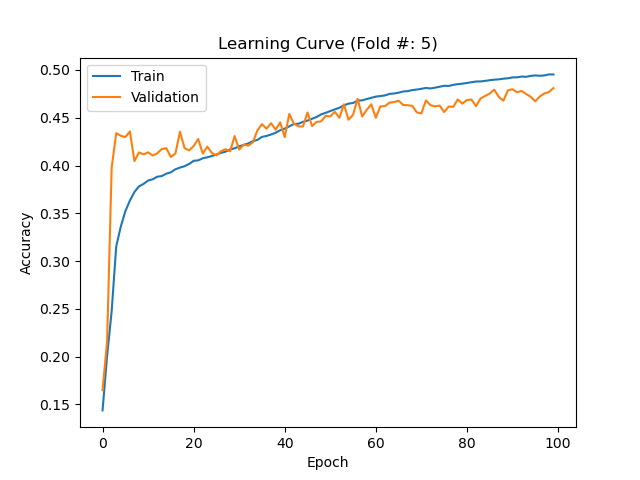 Learning Curve (Fold #: 5)
Train
Validation
0.50
0.45
0.40
0.35
0.30
0.25
0.20
0.15
Accuracy
0 20 40 60 80 100
Epoch